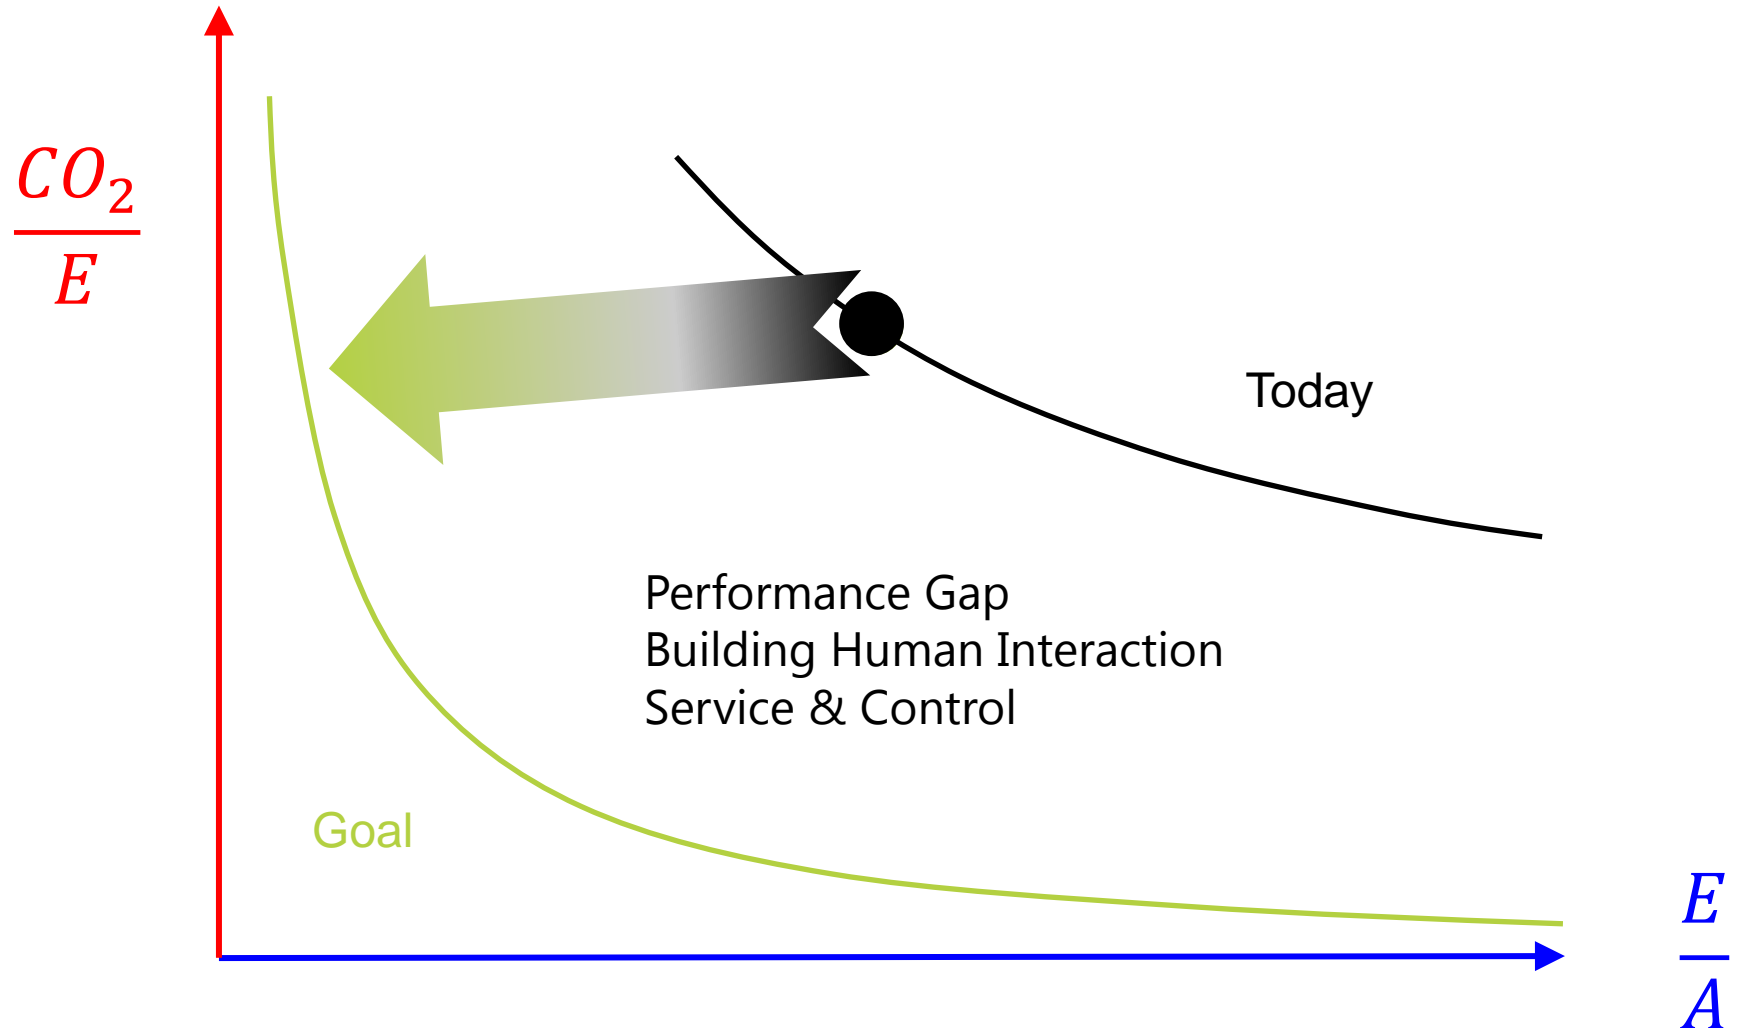 CO₂
E
Today
Performance Gap
Building Human Interaction
Service & Control
Goal
E
A